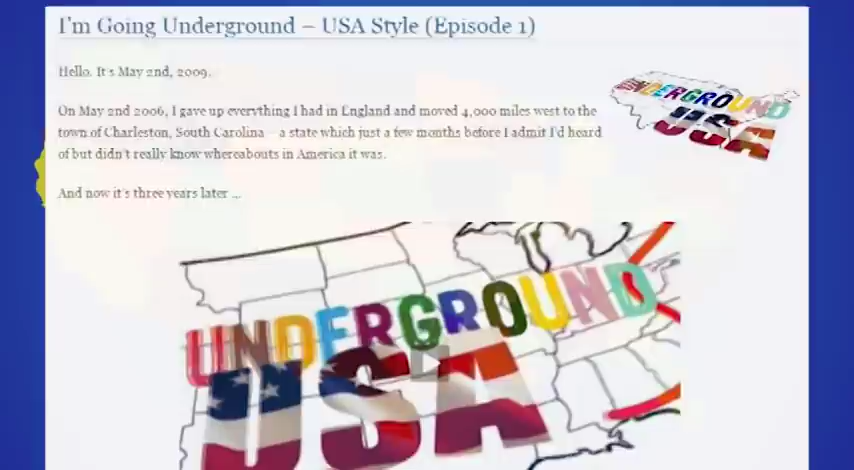 I'm Going Underground – USA Style (Episode 1)
Hello. It's May 2nd, 2009.
On May 2nd 2006, I gave up everything I had in England and moved 4,000 miles west to the
town of Charleston, South Carolina – a state which just a few months before I admit I'd heard
of but didn't really know whereabouts in America it was.
And now it's three years later ...
UNDERGROUND
USA
UNDERGROUND
USA